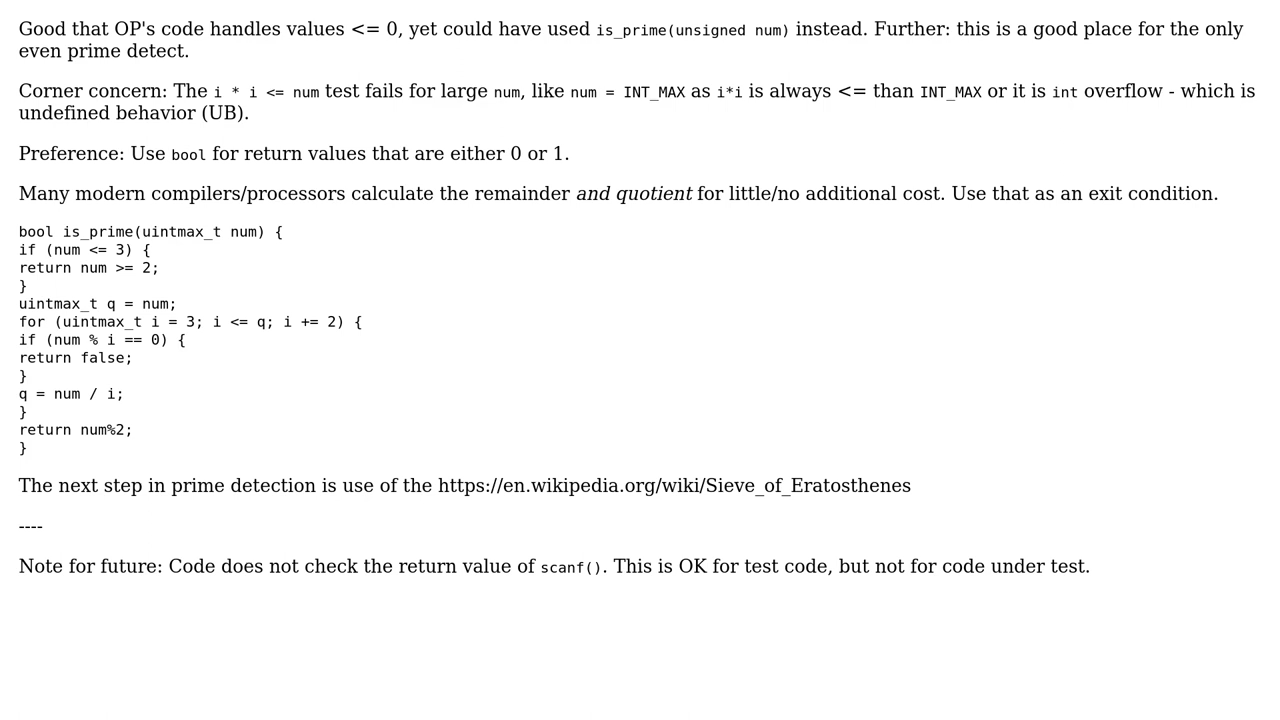 Good that OP's code handles values <= 0, yet could have used is_prime(unsigned num) instead. Further: this is a good place for the only
even prime detect.
Corner concern: The i * i <= num test fails for large num, like num = INT_MAX as i*i is always <= than INT_MAX or it is int overflow - which is
undefined behavior (UB).
Preference: Use bool for return values that are either 0 or 1.
Many modern compilers/processors calculate the remainder and quotient for little/no additional cost. Use that as an exit condition.
bool is_prime(uintmax_t num) {
if (num <= 3) {
return num >= 2;
}
uintmax_t q = num;
for (uintmax_t i = 3; i <= q; i += 2) {
if (num % i == 0) {
return false;
}
q = num / i;
}
return num%2;
}
The next step in prime detection is use of the https://en.wikipedia.org/wiki/Sieve_of_Eratosthenes
----
Note for future: Code does not check the return value of scanf(). This is OK for test code, but not for code under test.